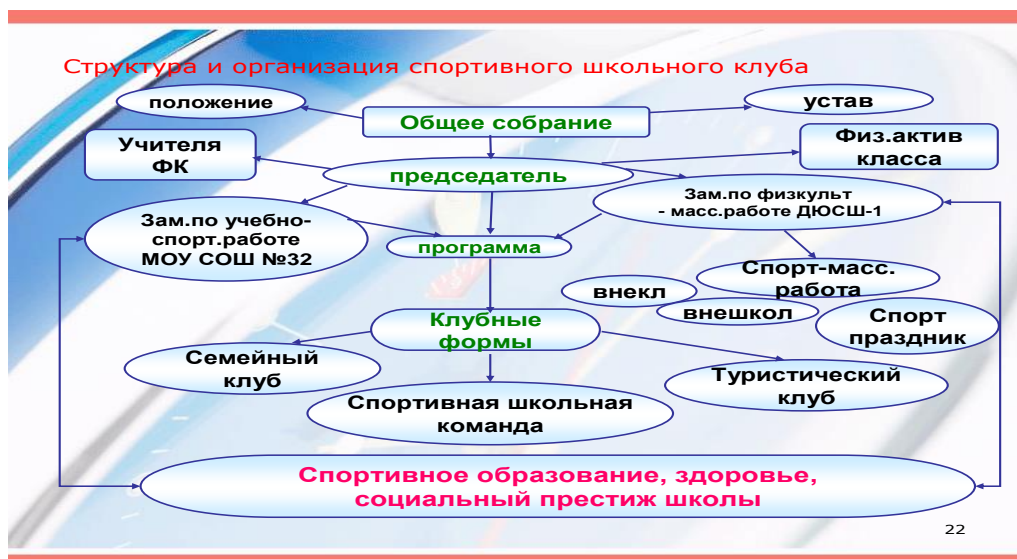 Структура и организация спортивного школьного клуба
положение
устав
Общее собрание
Учителя
ФК
Физ.актив
класса
председатель
Зам.по физкульт
- масс.работе ДЮСШ-1
Зам.по учебно-
спорт.работе
МОУ СОШ №32
программа
Спорт-масс.
работа
внекл
внешкол
Спорт
праздник
Клубные
формы
Семейный
клуб
Туристический
клуб
Спортивная школьная
команда
Спортивное образование, здоровье,
социальный престиж школы
22